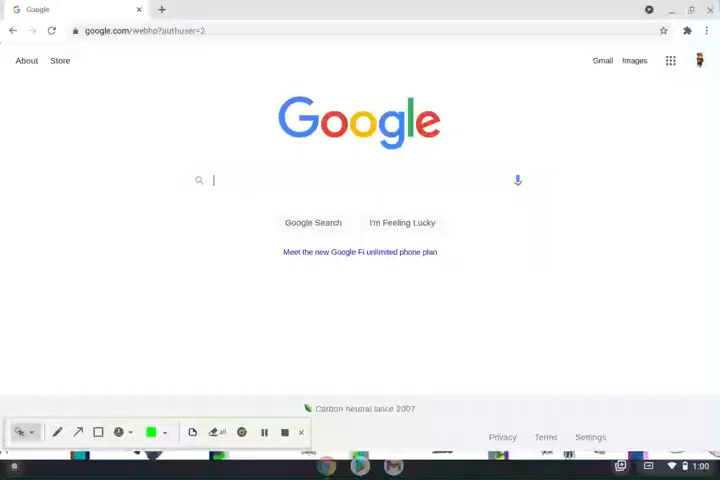 Google
google.com/webhp?authuser=2
About Store Gmail Images
Google
Google Search I'm Feeling Lucky
Meet the new Google Fi unlimited phone plan
Carbon neutral since 2007
all
Privacy Terms Settings
1:00